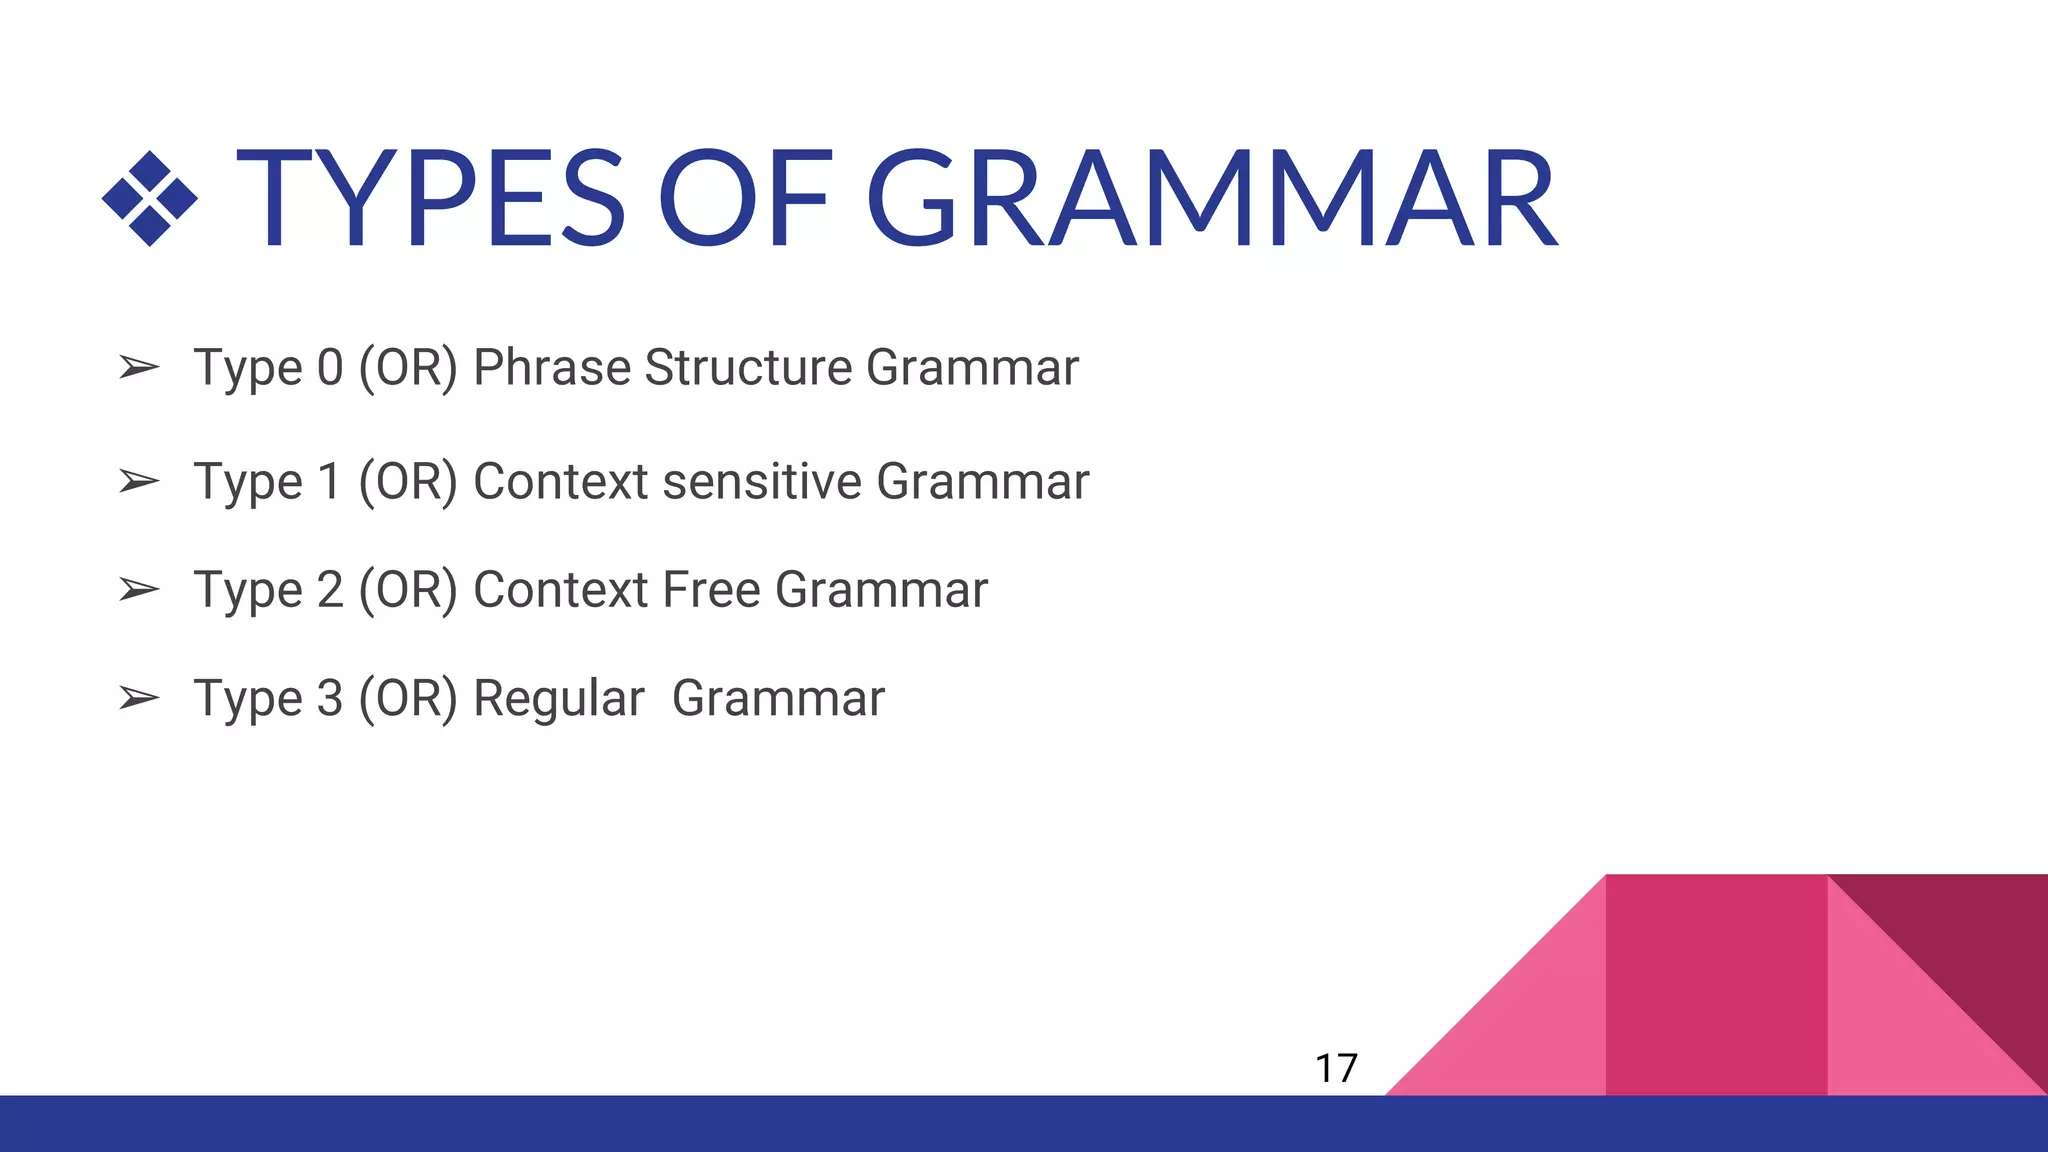 ❖ TYPES OF GRAMMAR
➢ Type 0 (OR) Phrase Structure Grammar
➢ Type 1 (OR) Context sensitive Grammar
➢ Type 2 (OR) Context Free Grammar
➢ Type 3 (OR) Regular  Grammar
17